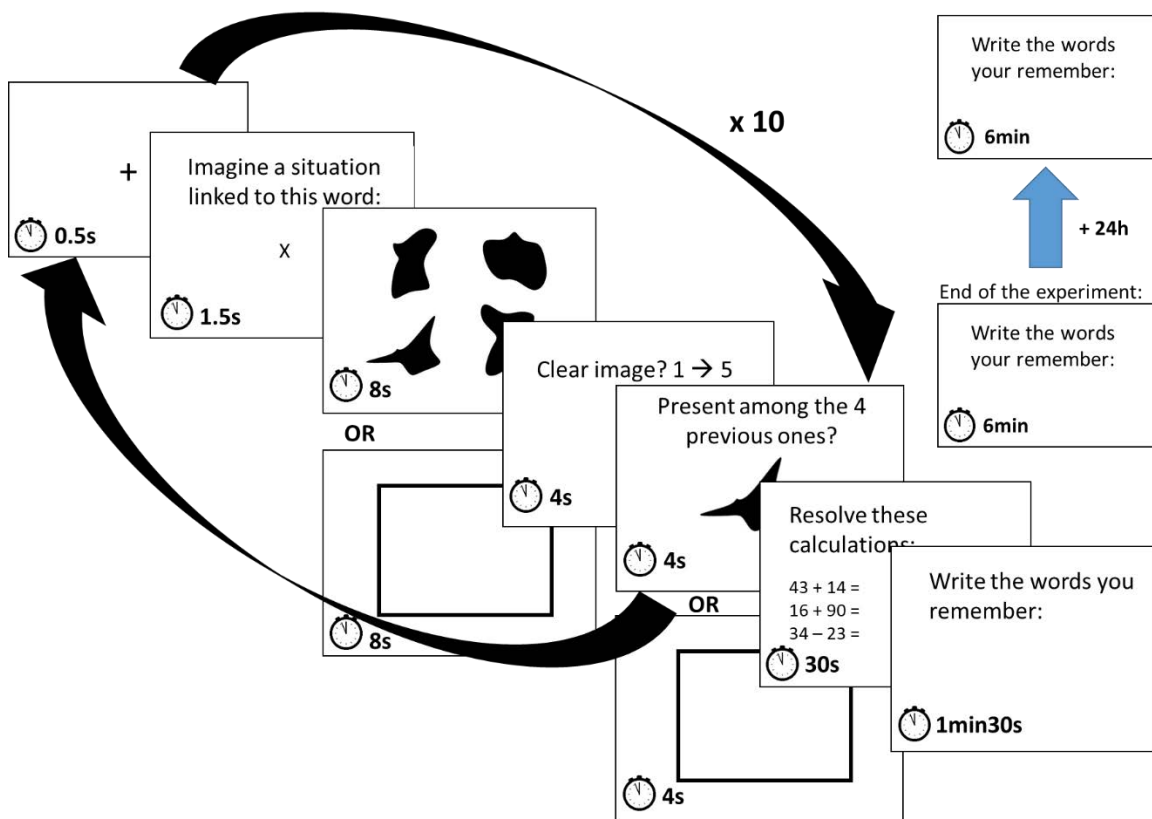 +
0.5s
Imagine a situation
linked to this word:
X
1.5s
8s
OR
8s
Clear image? 1 → 5
4s
x 10
Present among the 4
previous ones?
4s
OR
4s
Resolve these
calculations:
43 + 14 =
16 + 90 =
34 – 23 =
30s
Write the words you
remember:
1min30s
Write the words
your remember:
6min
+ 24h
End of the experiment:
Write the words
your remember:
6min